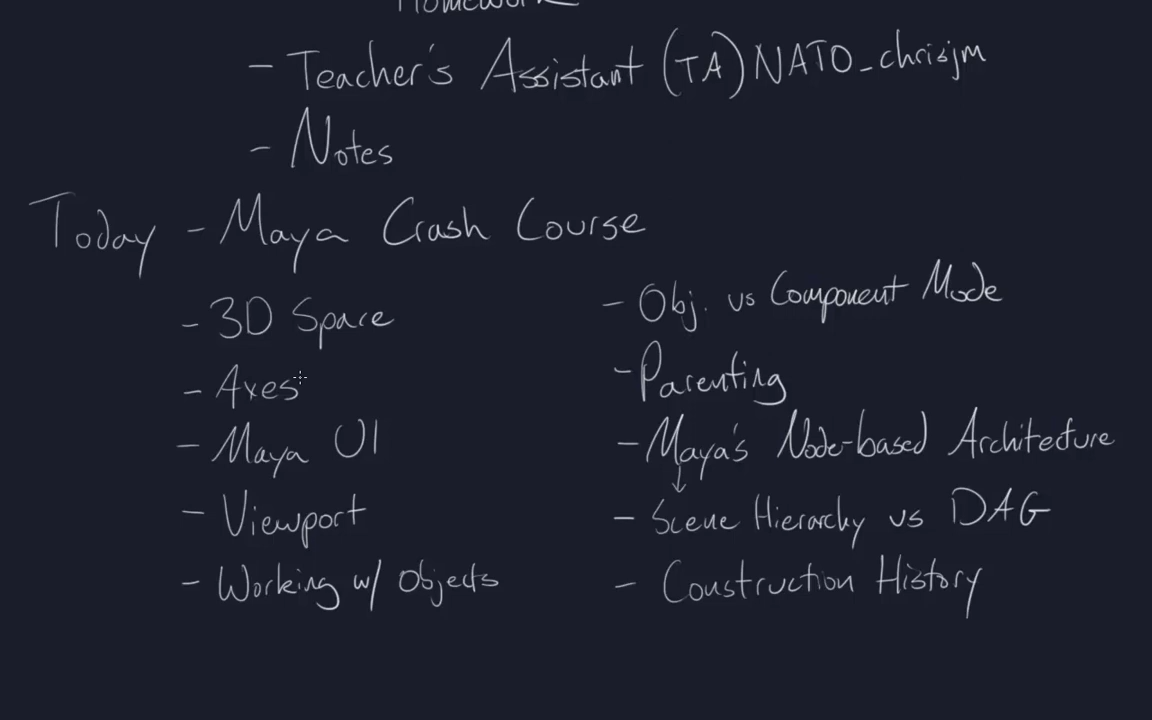 Homework
- Teacher's Assistant (TA) NATO_chrisjm
- Notes
Today - Maya Crash Course
- 3D Space
- Axes
- Maya UI
- Viewport
- Working w/ Objects
- Obj. vs Component Mode
- Parenting
- Maya's Node-based Architecture
- Scene Hierarchy vs DAG
- Construction History